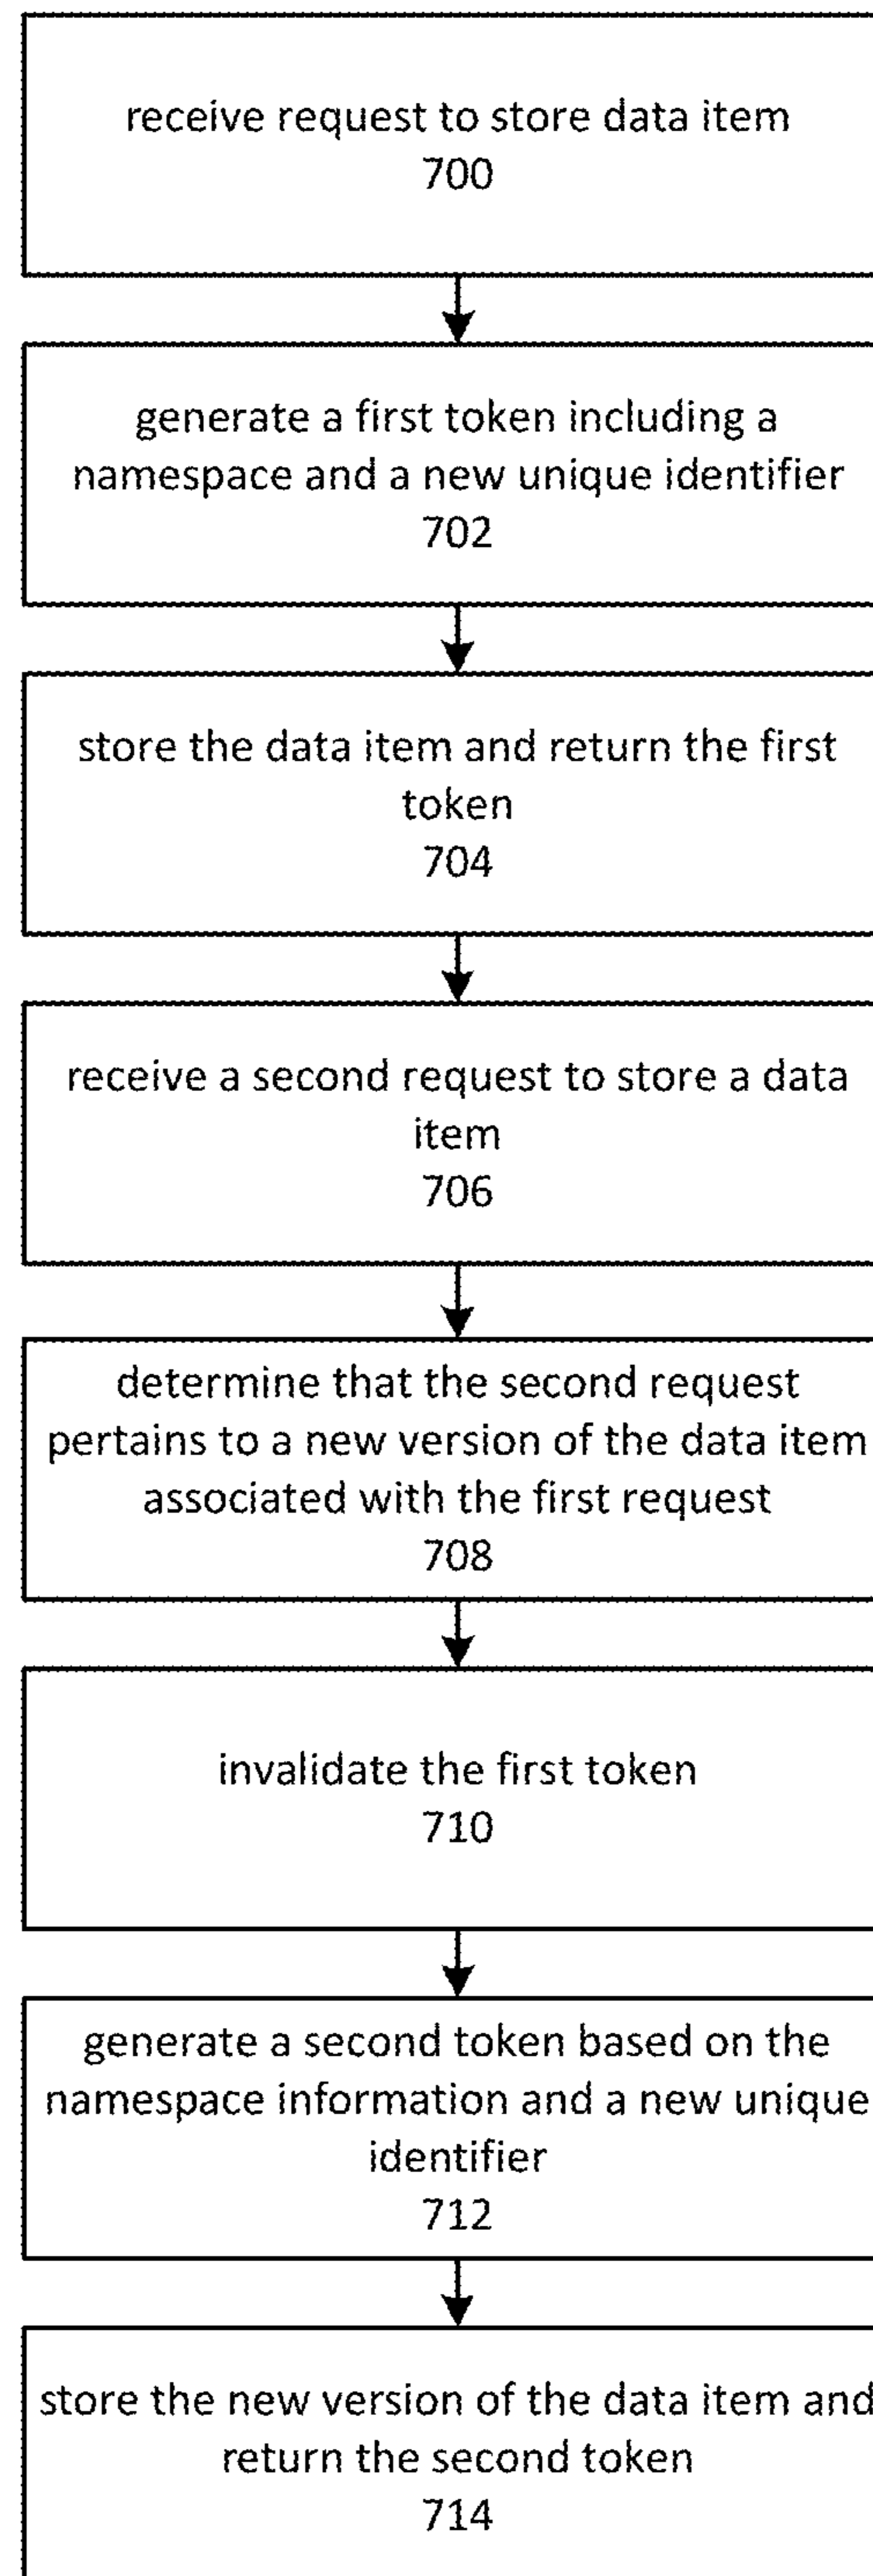 receive request to store data item
700
generate a first token including a
namespace and a new unique identifier
702
store the data item and return the first
token
704
receive a second request to store a data
item
706
determine that the second request
pertains to a new version of the data item
associated with the first request
708
invalidate the first token
710
generate a second token based on the
namespace information and a new unique
identifier
712
store the new version of the data item and
return the second token
714